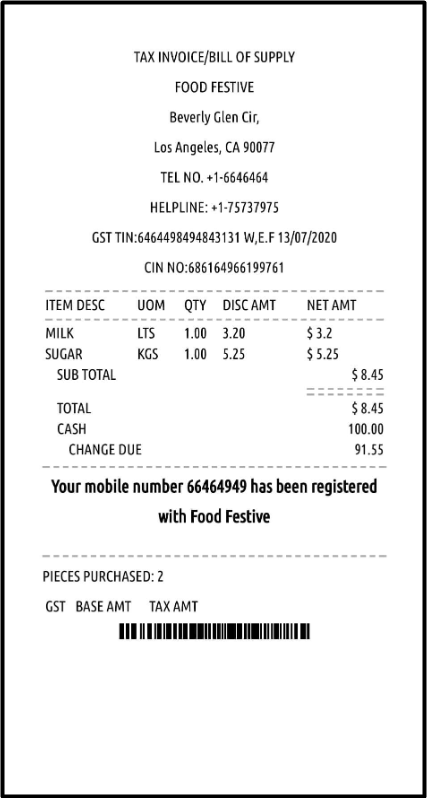 TAX INVOICE/BILL OF SUPPLY
FOOD FESTIVE
Beverly Glen Cir,
Los Angeles, CA 90077
TEL NO. +1-6646464
HELPLINE: +1-75737975
GST TIN:6464498494843131 W,E.F 13/07/2020
CIN NO:686164966199761
ITEM DESC UOM QTY DISC AMT NET AMT
MILK LTS 1.00 3.20 $ 3.2
SUGAR KGS 1.00 5.25 $ 5.25
SUB TOTAL $ 8.45
TOTAL $ 8.45
CASH 100.00
CHANGE DUE 91.55
Your mobile number 66464949 has been registered
with Food Festive
PIECES PURCHASED: 2
GST BASE AMT TAX AMT